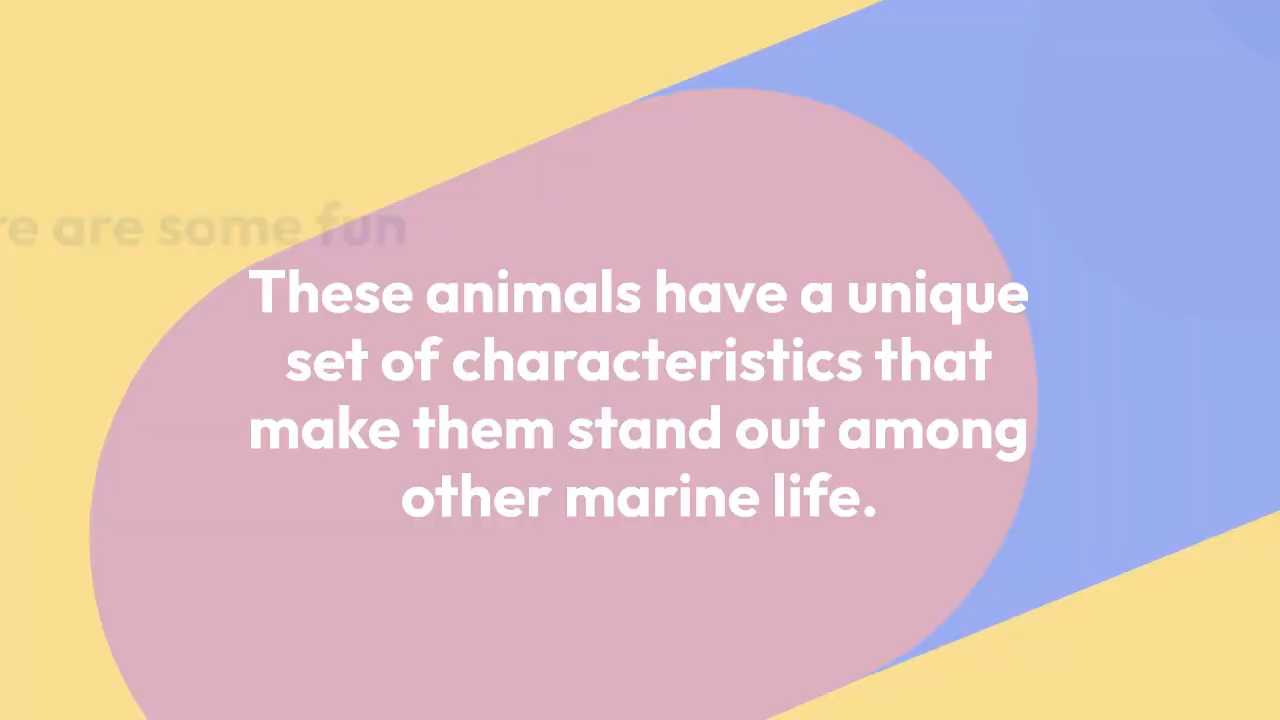 re are some fun
These animals have a unique
set of characteristics that
make them stand out among
other marine life.